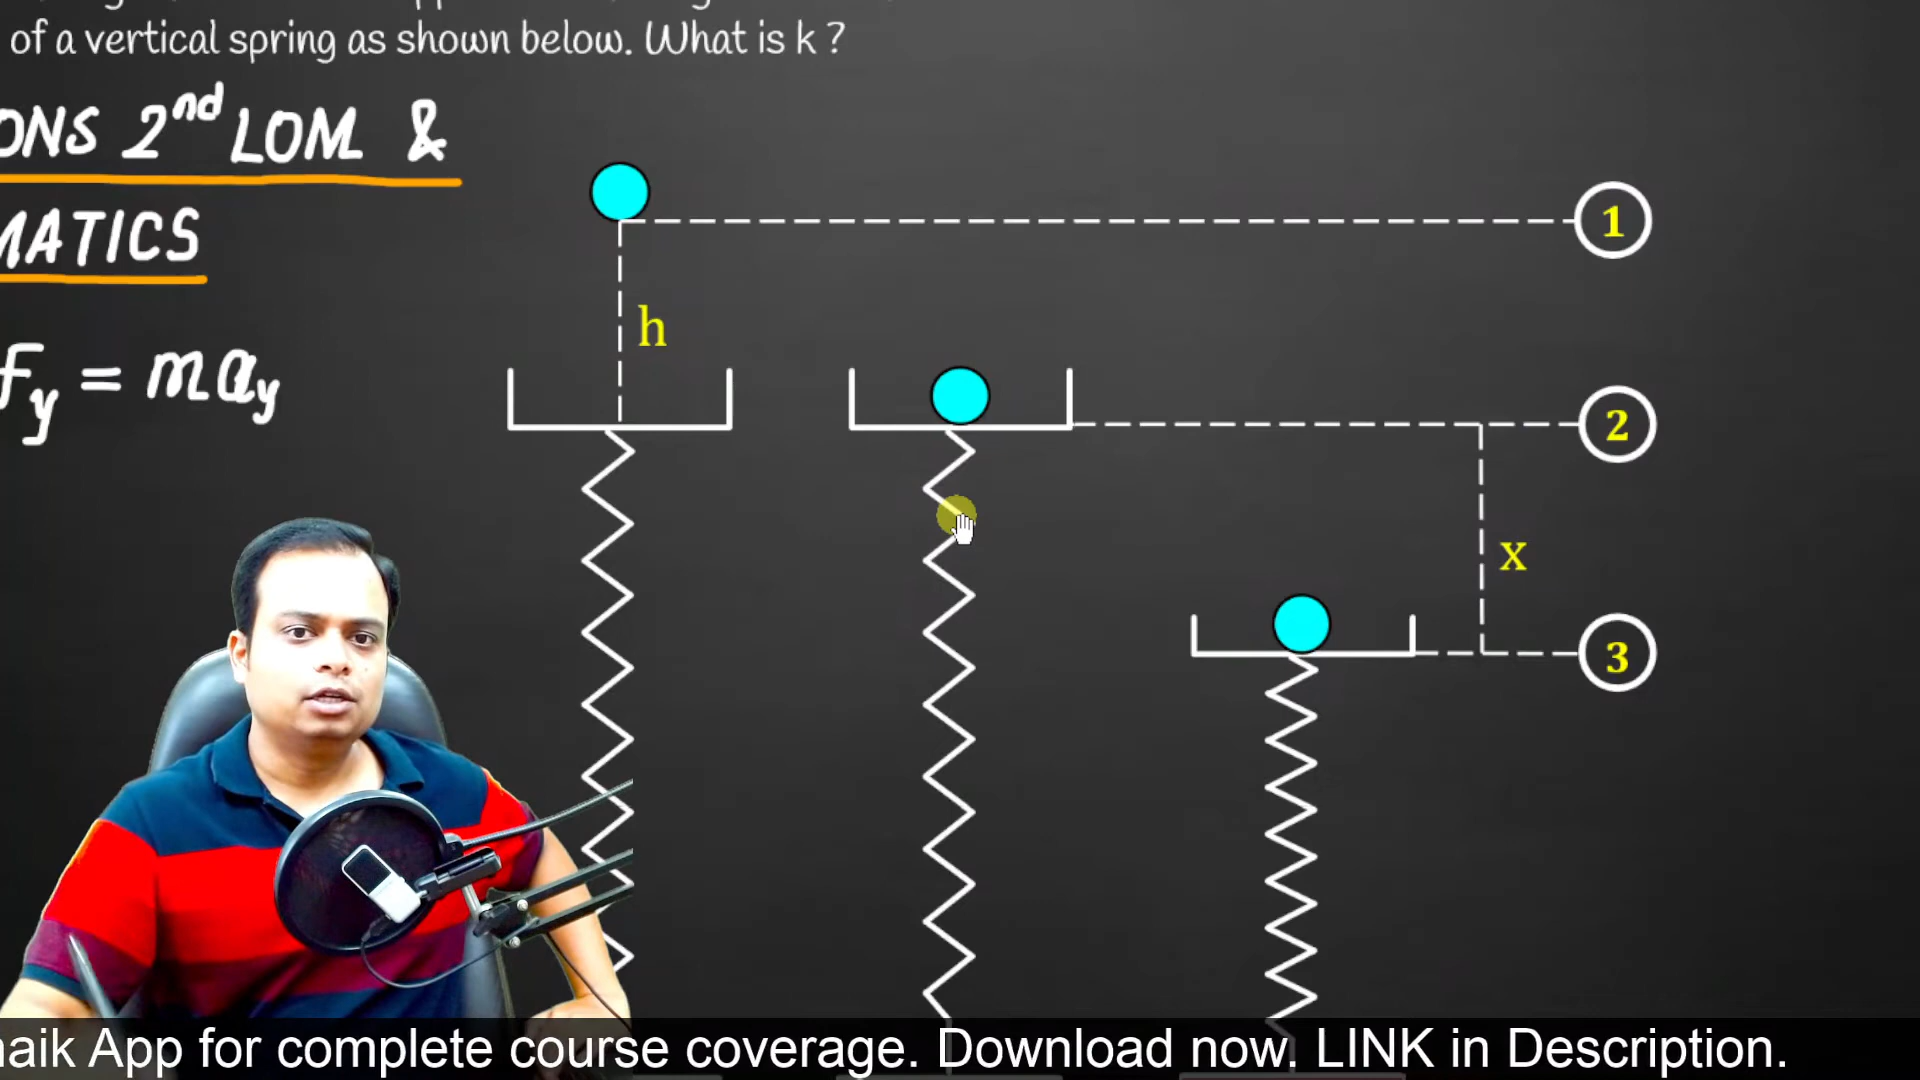 of a vertical spring as shown below. What is k ?
ONS 2nd LOM &
MATICS
Fy = may
h
x
1
2
3
naik App for complete course coverage. Download now. LINK in Description.